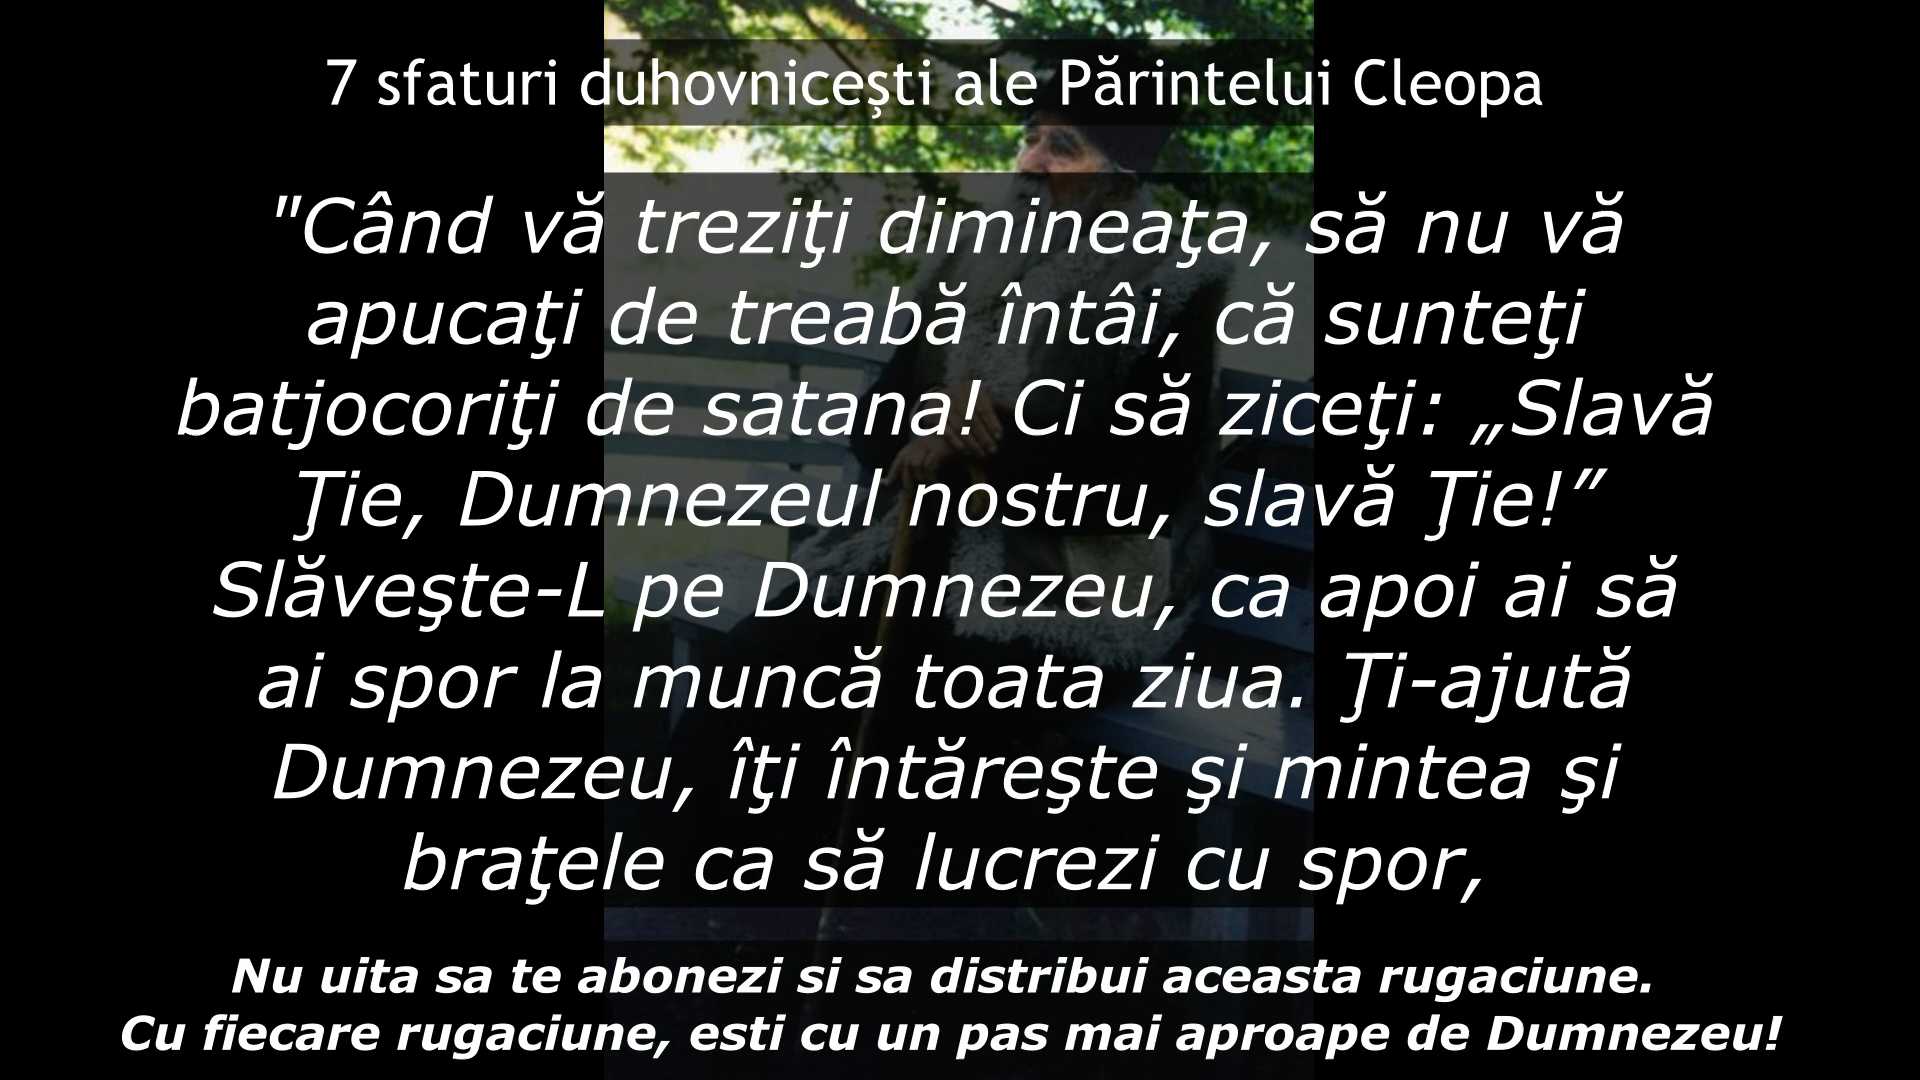 7 sfaturi duhovniceşti ale Părintelui Cleopa
"Când vă treziţi dimineaţa, să nu vă
apucaţi de treabă întâi, că sunteţi
batjocoriţi de satana! Ci să ziceţi: „Slavă
Ţie, Dumnezeul nostru, slavă Ţie!”
Slăveşte-L pe Dumnezeu, ca apoi ai să
ai spor la muncă toata ziua. Ţi-ajută
Dumnezeu, îţi întăreşte şi mintea şi
braţele ca să lucrezi cu spor,
Nu uita sa te abonezi si sa distribui aceasta rugaciune.
Cu fiecare rugaciune, esti cu un pas mai aproape de Dumnezeu!